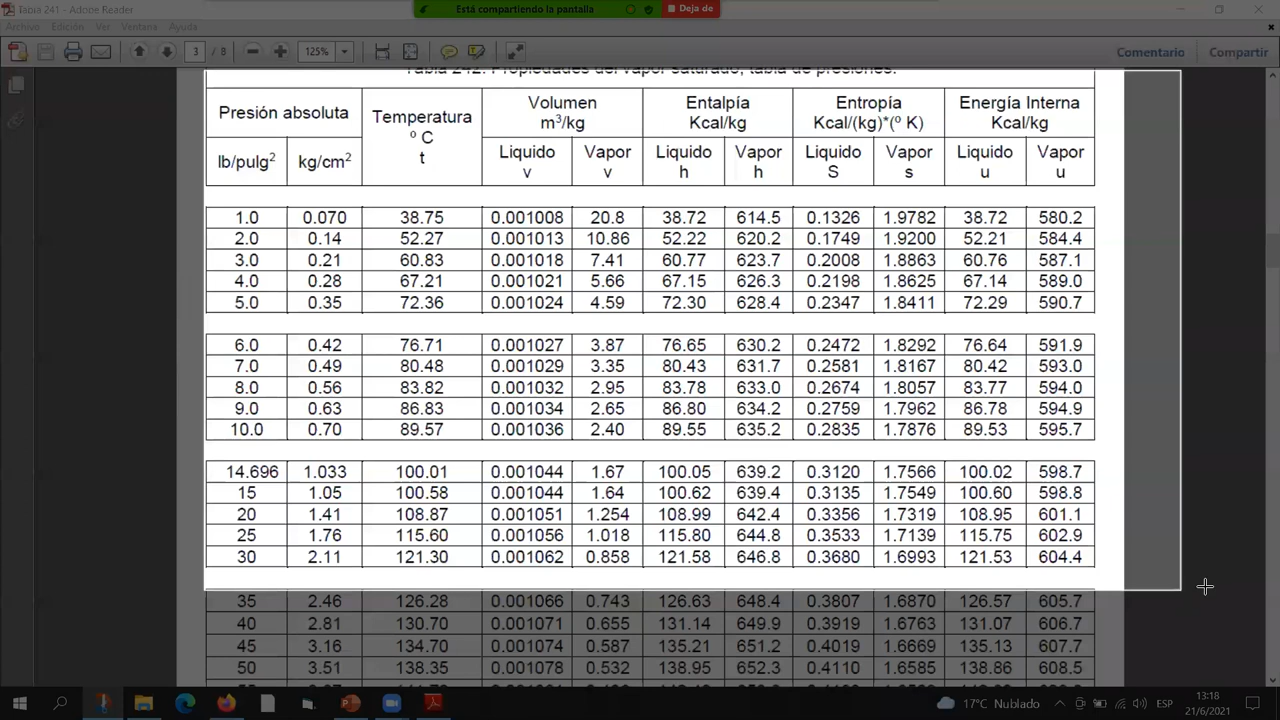 Tabla 241 - Adobe Reader
Está compartiendo la pantalla
Deja de
Archivo Edición Ver Ventana Ayuda
3 / 8 125% Comentario Compartir
Tabla 242. Propiedades del vapor saturado, tabla de presiones.
Presión absoluta Temperatura º C t Volumen m³/kg Entalpía Kcal/kg Entropía Kcal/(kg)*(º K) Energía Interna Kcal/kg
lb/pulg² kg/cm² Liquido v Vapor v Liquido h Vapor h Liquido S Vapor s Liquido u Vapor u
1.0 0.070 38.75 0.001008 20.8 38.72 614.5 0.1326 1.9782 38.72 580.2
2.0 0.14 52.27 0.001013 10.86 52.22 620.2 0.1749 1.9200 52.21 584.4
3.0 0.21 60.83 0.001018 7.41 60.77 623.7 0.2008 1.8863 60.76 587.1
4.0 0.28 67.21 0.001021 5.66 67.15 626.3 0.2198 1.8625 67.14 589.0
5.0 0.35 72.36 0.001024 4.59 72.30 628.4 0.2347 1.8411 72.29 590.7
6.0 0.42 76.71 0.001027 3.87 76.65 630.2 0.2472 1.8292 76.64 591.9
7.0 0.49 80.48 0.001029 3.35 80.43 631.7 0.2581 1.8167 80.42 593.0
8.0 0.56 83.82 0.001032 2.95 83.78 633.0 0.2674 1.8057 83.77 594.0
9.0 0.63 86.83 0.001034 2.65 86.80 634.2 0.2759 1.7962 86.78 594.9
10.0 0.70 89.57 0.001036 2.40 89.55 635.2 0.2835 1.7876 89.53 595.7
14.696 1.033 100.01 0.001044 1.67 100.05 639.2 0.3120 1.7566 100.02 598.7
15 1.05 100.58 0.001044 1.64 100.62 639.4 0.3135 1.7549 100.60 598.8
20 1.41 108.87 0.001051 1.254 108.99 642.4 0.3356 1.7319 108.95 601.1
25 1.76 115.60 0.001056 1.018 115.80 644.8 0.3533 1.7139 115.75 602.9
30 2.11 121.30 0.001062 0.858 121.58 646.8 0.3680 1.6993 121.53 604.4
35 2.46 126.28 0.001066 0.743 126.63 648.4 0.3807 1.6870 126.57 605.7
40 2.81 130.70 0.001071 0.655 131.14 649.9 0.3919 1.6763 131.07 606.7
45 3.16 134.70 0.001074 0.587 135.21 651.2 0.4019 1.6669 135.13 607.7
50 3.51 138.35 0.001078 0.532 138.95 652.3 0.4110 1.6585 138.86 608.5
17°C Nublado ESP 13:18
21/6/2021